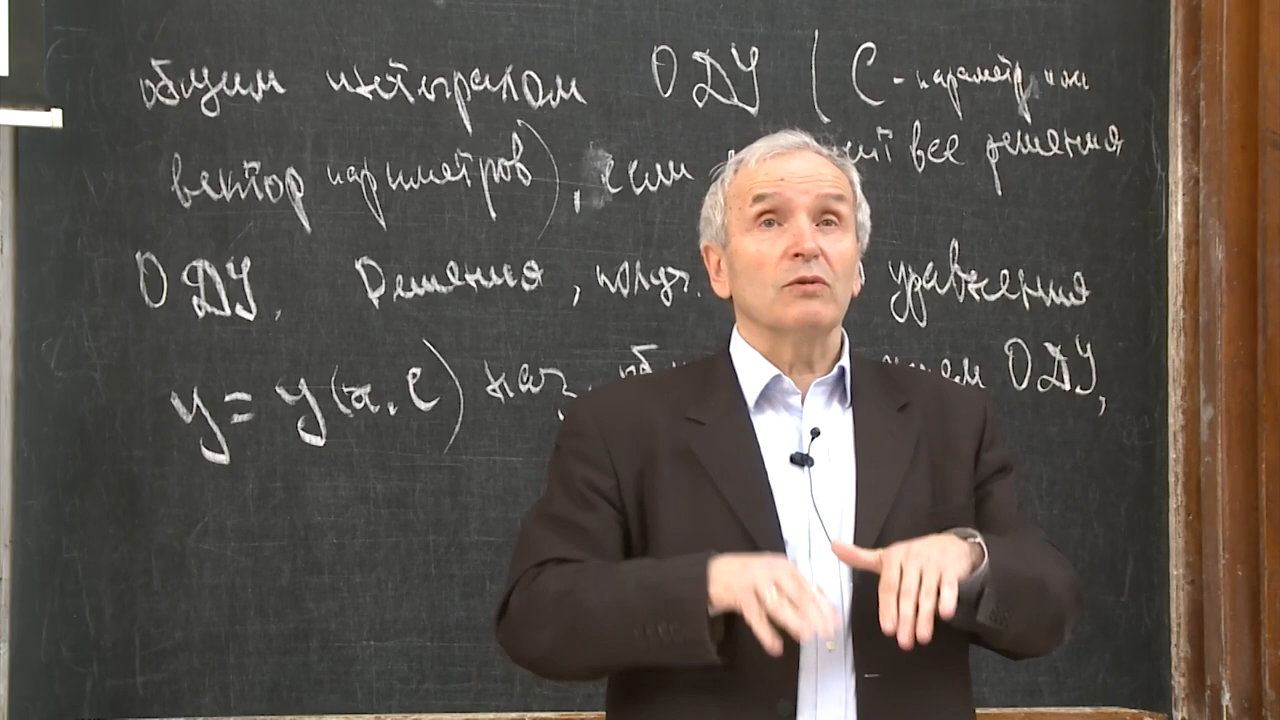 общим интегралом ОДУ ( C - параметр или
вектор параметров), если все решения
ОДУ. Решения, получ. уравнения
y = y(x, C) наз. ОДУ,